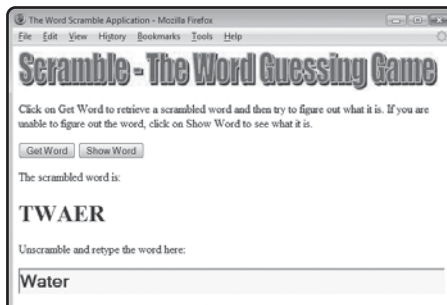 The Word Scramble Application - Mozilla Firefox
File Edit View History Bookmarks Tools Help
Scramble - The Word Guessing Game
Click on Get Word to retrieve a scrambled word and then try to figure out what it is. If you are
unable to figure out the word, click on Show Word to see what it is.
Get Word Show Word
The scrambled word is:
TWAER
Unscramble and retype the word here:
Water